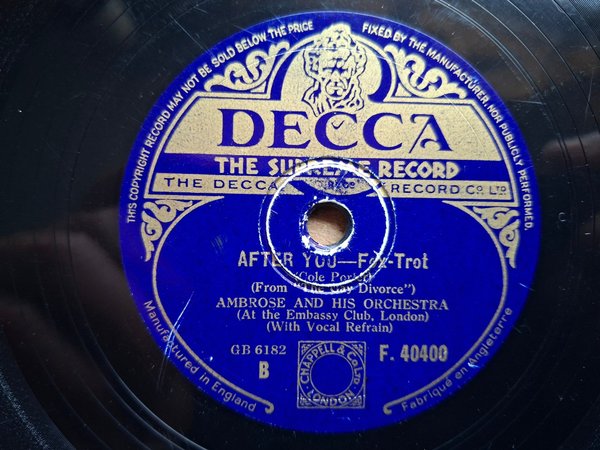 THIS COPYRIGHT RECORD MAY NOT BE SOLD BELOW THE PRICE FIXED BY THE MANUFACTURER, NOR PUBLICLY PERFORMED.
DECCA
THE SUPREME RECORD
THE DECCA RECORD CO. LTD
AFTER YOU—Fox-Trot
(Cole Porter)
(From "The Gay Divorce")
AMBROSE AND HIS ORCHESTRA
(At the Embassy Club, London)
(With Vocal Refrain)
GB 6182
B
CHAPPELL & CO LTD
LONDON
F. 40400
Manufactured in England
Fabriqué en Angleterre